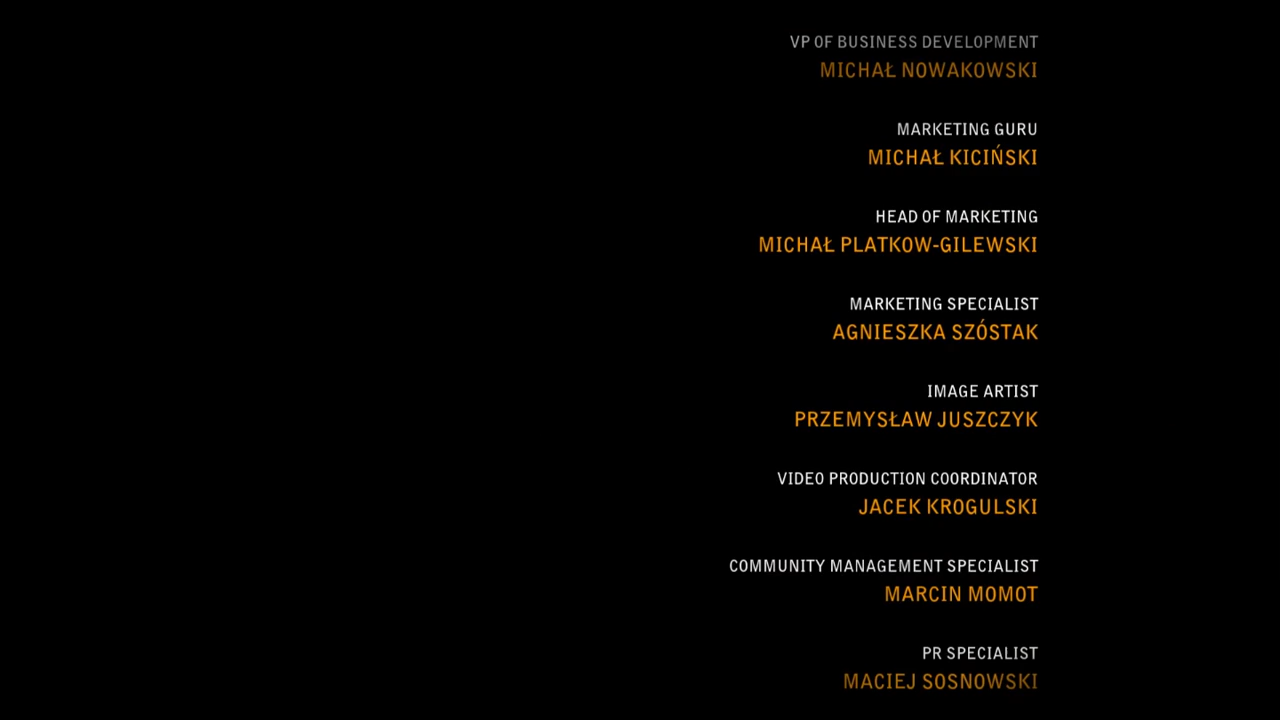 VP OF BUSINESS DEVELOPMENT
MICHAŁ NOWAKOWSKI
MARKETING GURU
MICHAŁ KICIŃSKI
HEAD OF MARKETING
MICHAŁ PLATKOW-GILEWSKI
MARKETING SPECIALIST
AGNIESZKA SZÓSTAK
IMAGE ARTIST
PRZEMYSŁAW JUSZCZYK
VIDEO PRODUCTION COORDINATOR
JACEK KROGULSKI
COMMUNITY MANAGEMENT SPECIALIST
MARCIN MOMOT
PR SPECIALIST
MACIEJ SOSNOWSKI